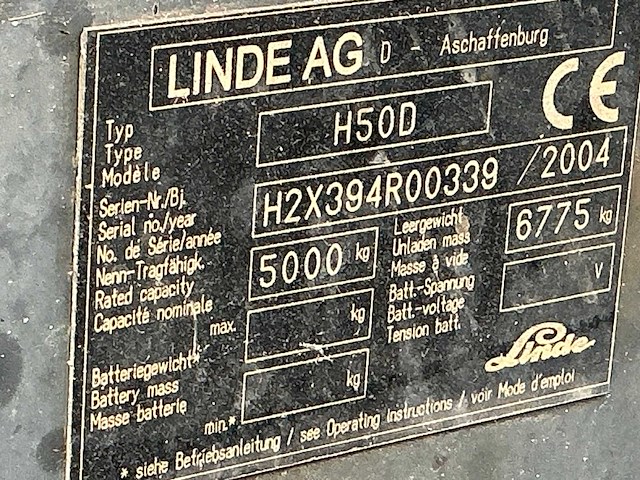 LINDE AG D - Aschaffenburg
CE
Typ
Type
Modèle
H50D
Serien-Nr./Bj.
Serial no./year
No. de Série/année
H2X394R00339 /2004
Nenn-Tragfähigk.
Rated capacity
Capacité nominale
5000 kg
Leergewicht
Unladen mass
Masse à vide
6775 kg
Batt.-Spannung
Batt.-voltage
Tension batt.
V
max. kg
Batteriegewicht*
Battery mass
Masse batterie
min.* kg
Linde
* siehe Betriebsanleitung / see Operating Instructions / voir Mode d'emploi